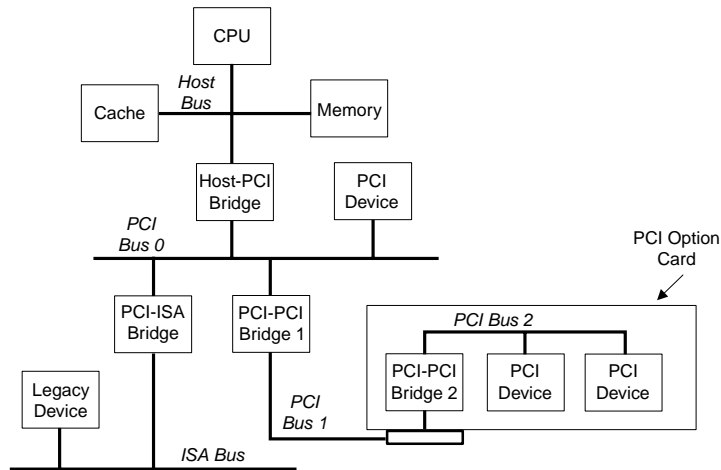 CPU
Host
Bus
Cache
Memory
Host-PCI
Bridge
PCI
Device
PCI
Bus 0
PCI Option
Card
PCI-ISA
Bridge
PCI-PCI
Bridge 1
PCI Bus 2
PCI-PCI
Bridge 2
PCI
Device
PCI
Device
Legacy
Device
PCI
Bus 1
ISA Bus